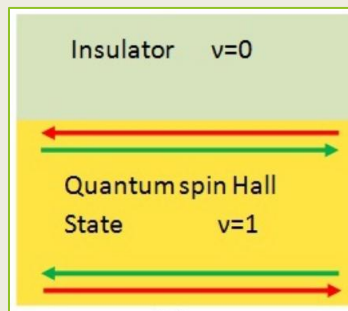 Insulator ν=0
Quantum spin Hall
State ν=1